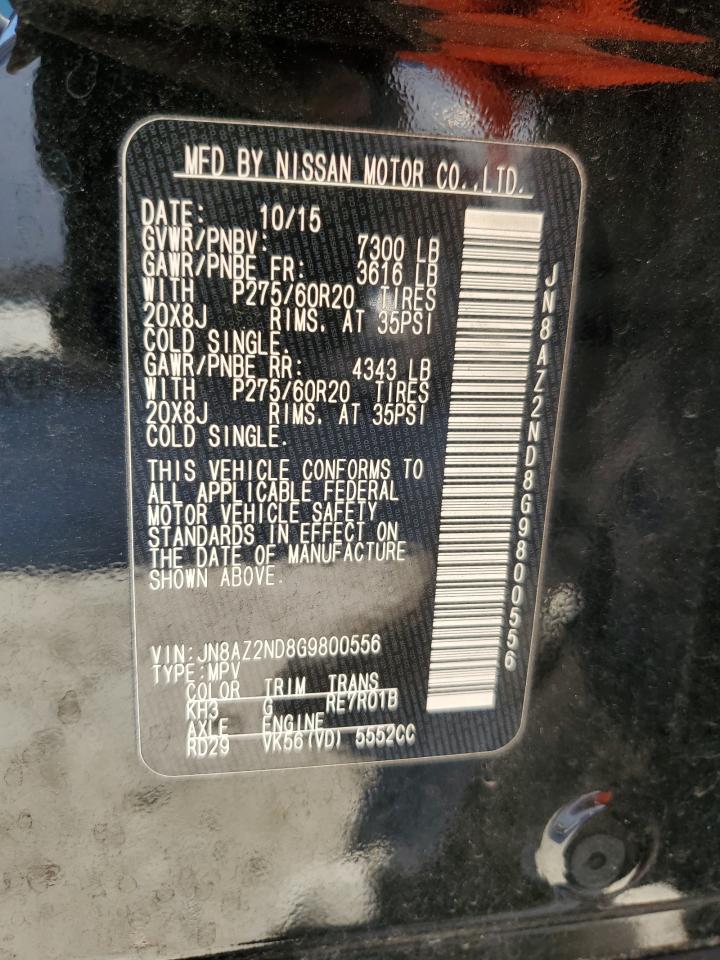 MFD BY NISSAN MOTOR CO.,LTD.
DATE: 10/15
GVWR/PNBV: 7300 LB
GAWR/PNBE FR: 3616 LB
WITH P275/60R20 TIRES
20X8J RIMS, AT 35PSI
COLD SINGLE.
GAWR/PNBE RR: 4343 LB
WITH P275/60R20 TIRES
20X8J RIMS, AT 35PSI
COLD SINGLE.
THIS VEHICLE CONFORMS TO
ALL APPLICABLE FEDERAL
MOTOR VEHICLE SAFETY
STANDARDS IN EFFECT ON
THE DATE OF MANUFACTURE
SHOWN ABOVE.
VIN:JN8AZ2ND8G9800556
TYPE:MPV
COLOR TRIM TRANS
KH3 G RE7R01B
AXLE ENGINE
RD29 VK56(VD) 5552CC
JN8AZ2ND8G9800556